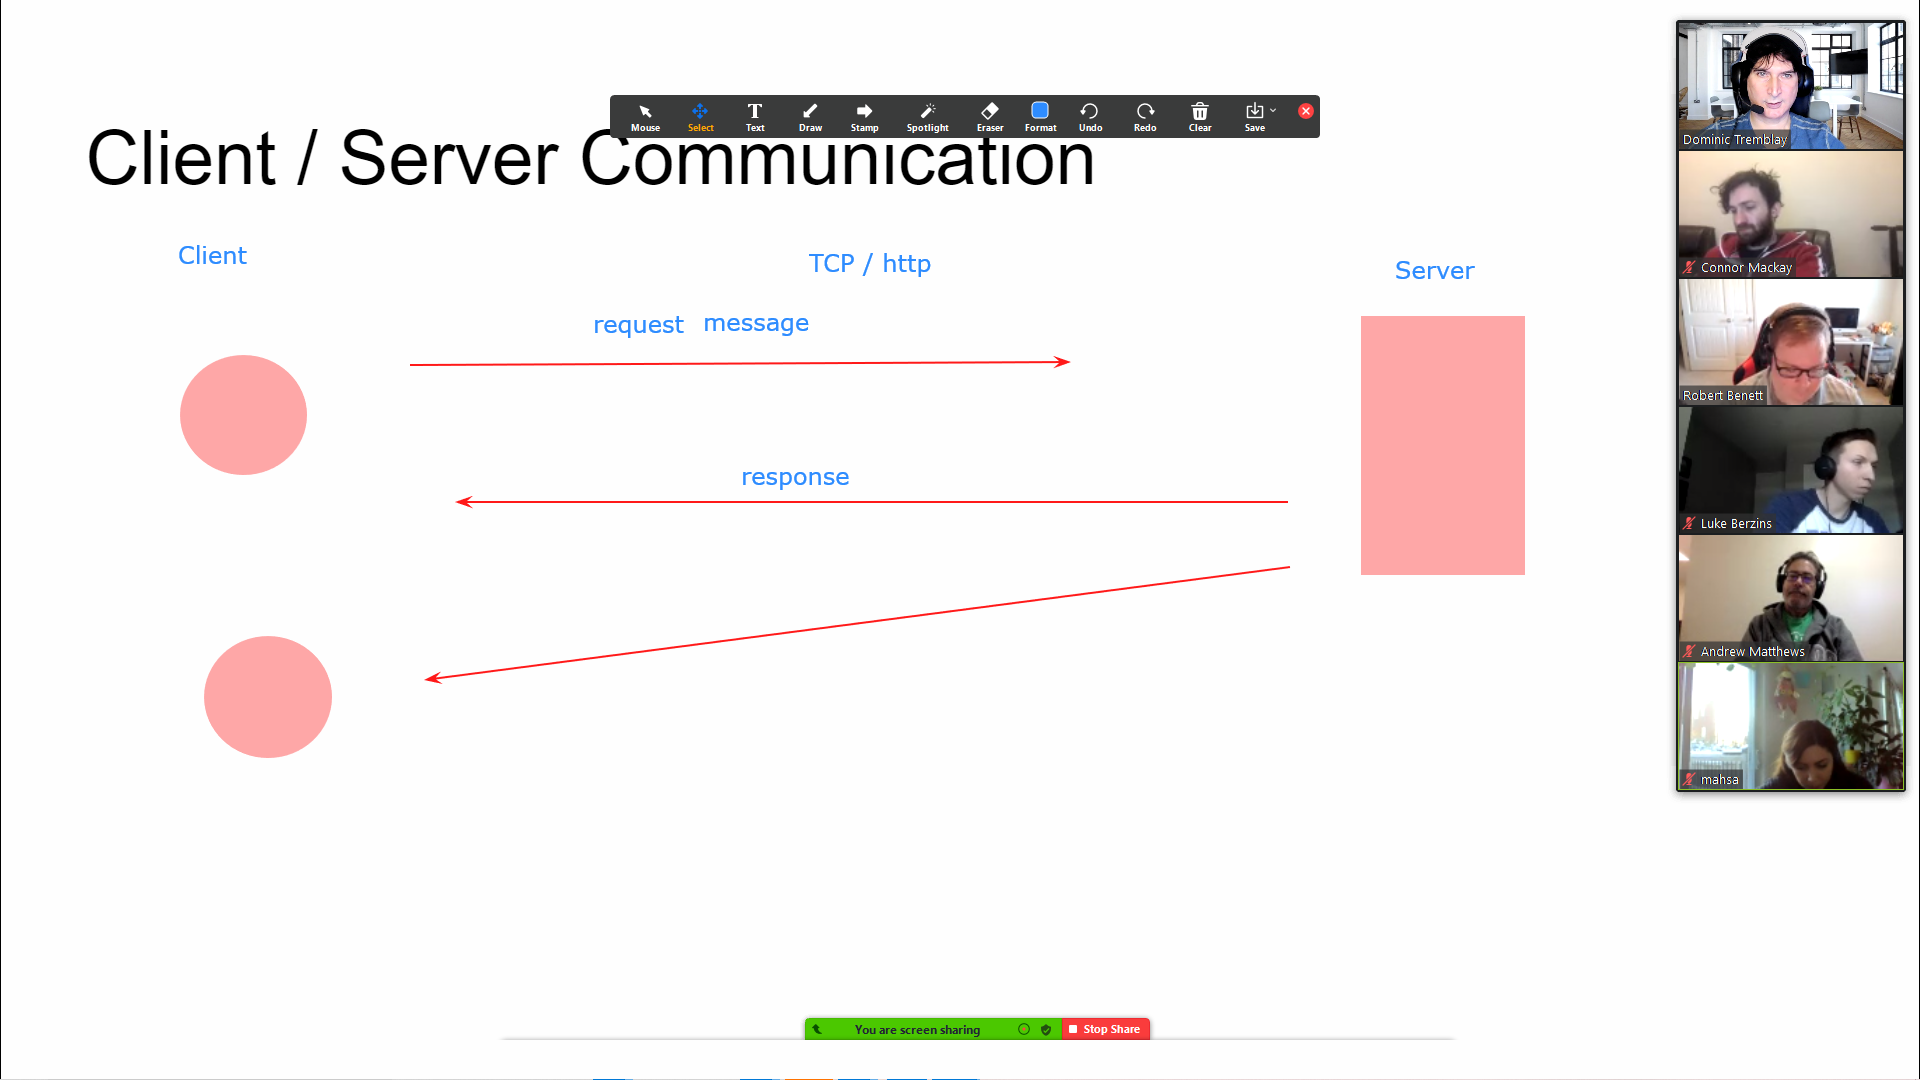 Mouse Select Text Draw Stamp Spotlight Eraser Format Undo Redo Clear Save
Client / Server Communication
Client
TCP / http
Server
request message
response
Dominic Tremblay
Connor Mackay
Robert Benett
Luke Berzins
Andrew Matthews
mahsa
You are screen sharing
Stop Share